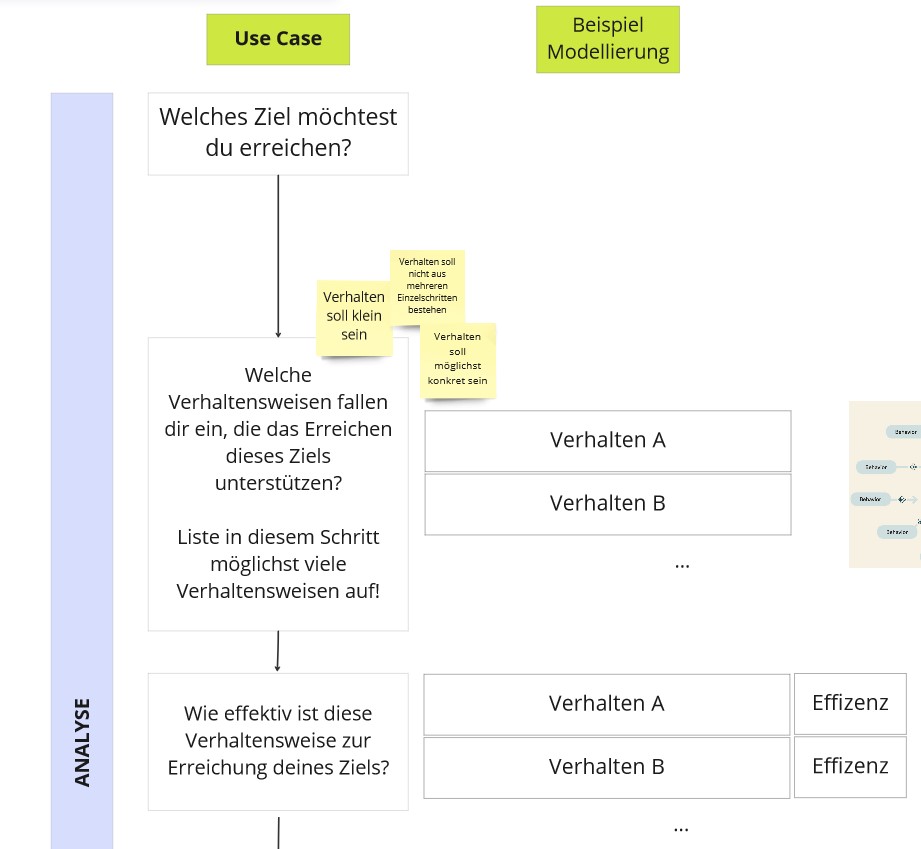 Use Case
Beispiel
Modellierung
Welches Ziel möchtest
du erreichen?
Verhalten soll
nicht aus
mehreren
Einzelschritten
bestehen
Verhalten
soll klein
sein
Verhalten
soll
möglichst
konkret sein
Welche
Verhaltensweisen fallen
dir ein, die das Erreichen
dieses Ziels
unterstützen?
Liste in diesem Schritt
möglichst viele
Verhaltensweisen auf!
Verhalten A
Verhalten B
...
Behavior
Behavior
Behavior
Behavior
ANALYSE
Wie effektiv ist diese
Verhaltensweise zur
Erreichung deines Ziels?
Verhalten A
Effizenz
Verhalten B
Effizenz
...